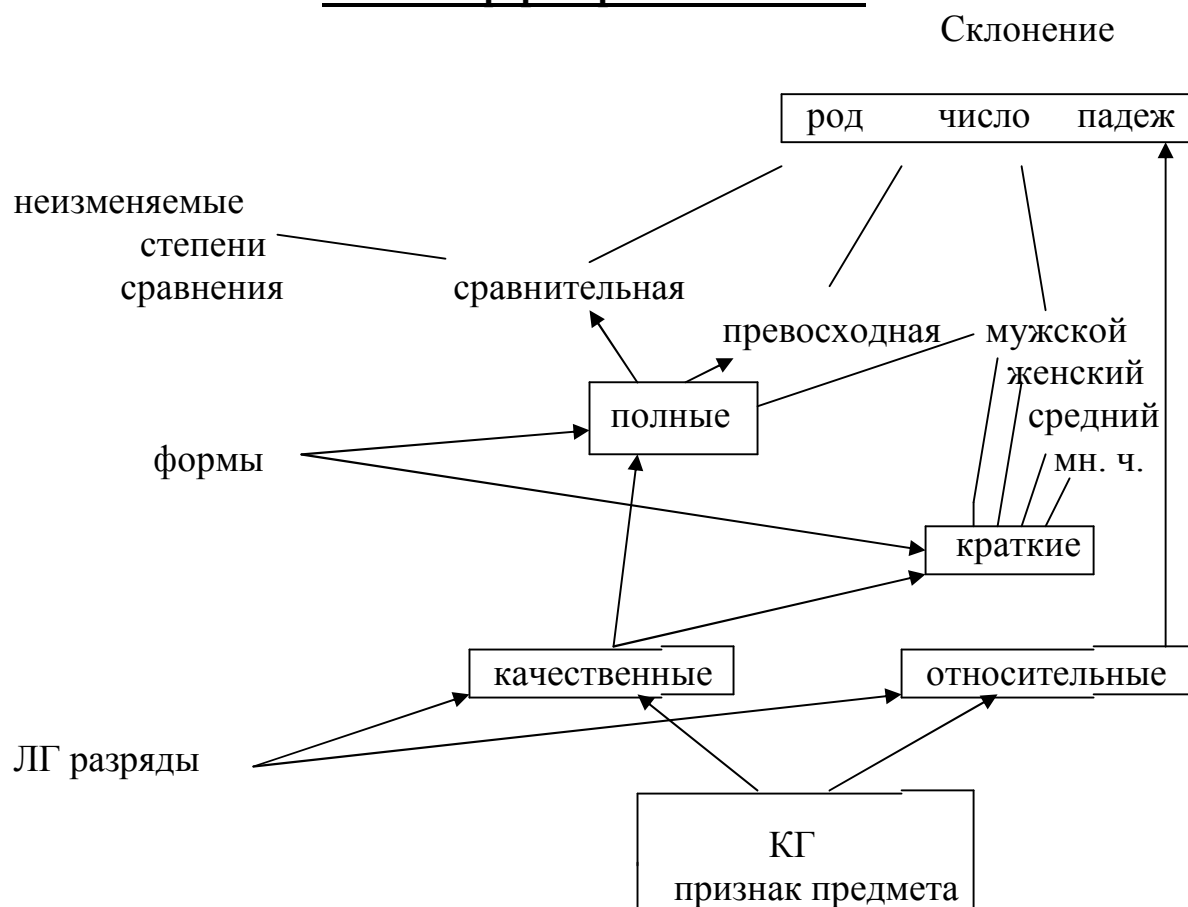 Склонение
род число падеж
неизменяемые
степени
сравнения
сравнительная
превосходная
мужской
женский
средний
мн. ч.
полные
формы
краткие
качественные
относительные
ЛГ разряды
КГ
признак предмета